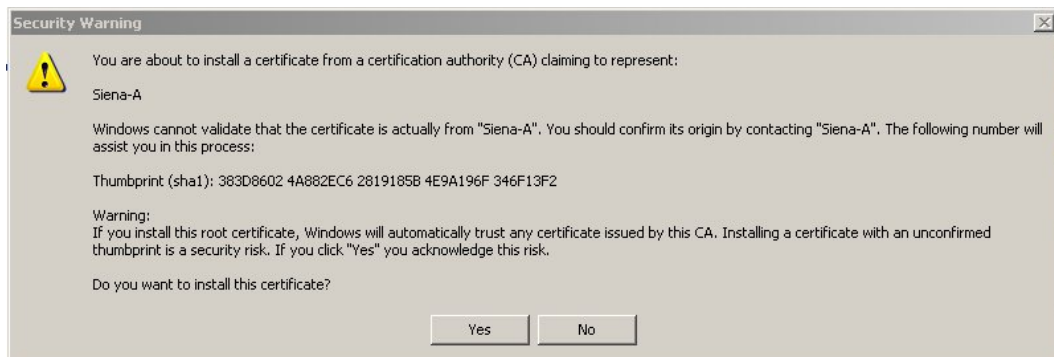 Security Warning
You are about to install a certificate from a certification authority (CA) claiming to represent:
Siena-A
Windows cannot validate that the certificate is actually from "Siena-A". You should confirm its origin by contacting "Siena-A". The following number will
assist you in this process:
Thumbprint (sha1): 383D8602 4A882EC6 2819185B 4E9A196F 346F13F2
Warning:
If you install this root certificate, Windows will automatically trust any certificate issued by this CA. Installing a certificate with an unconfirmed
thumbprint is a security risk. If you click "Yes" you acknowledge this risk.
Do you want to install this certificate?
Yes No